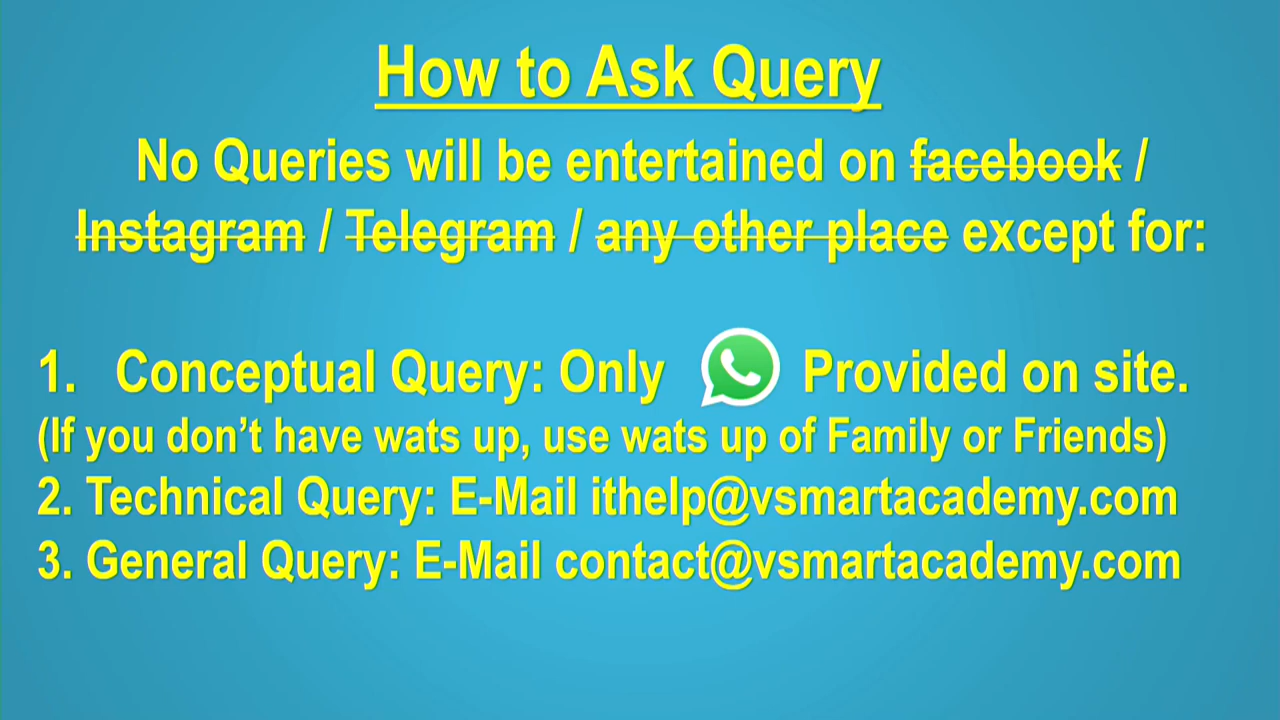 How to Ask Query
No Queries will be entertained on facebook /
Instagram / Telegram / any other place except for:
1. Conceptual Query: Only Provided on site.
(If you don’t have wats up, use wats up of Family or Friends)
2. Technical Query: E-Mail ithelp@vsmartacademy.com
3. General Query: E-Mail contact@vsmartacademy.com